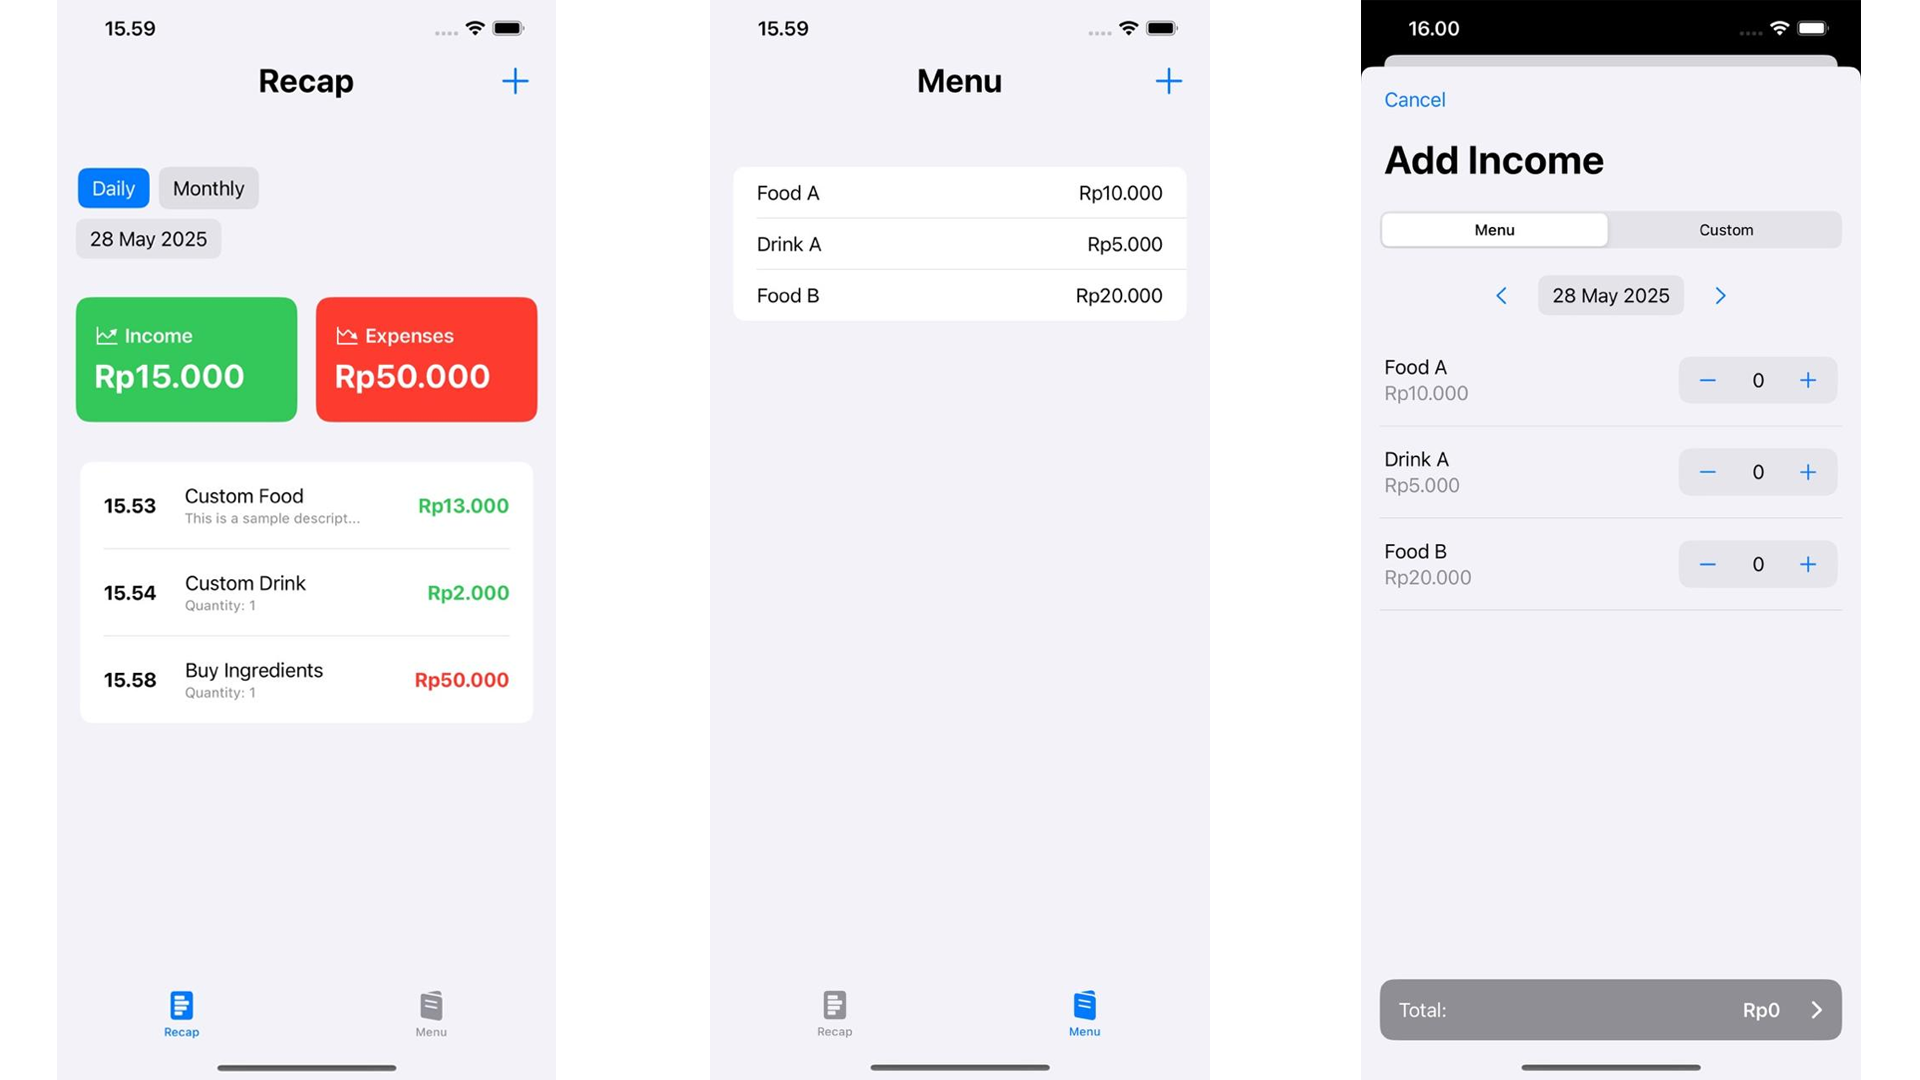 15.59
Recap
Daily
Monthly
28 May 2025
Income
Rp15.000
Expenses
Rp50.000
15.53
Custom Food
This is a sample descript...
Rp13.000
15.54
Custom Drink
Quantity: 1
Rp2.000
15.58
Buy Ingredients
Quantity: 1
Rp50.000
Recap
Menu
15.59
Menu
Food A
Rp10.000
Drink A
Rp5.000
Food B
Rp20.000
Recap
Menu
16.00
Cancel
Add Income
Menu
Custom
28 May 2025
Food A
Rp10.000
0
Drink A
Rp5.000
0
Food B
Rp20.000
0
Total:
Rp0